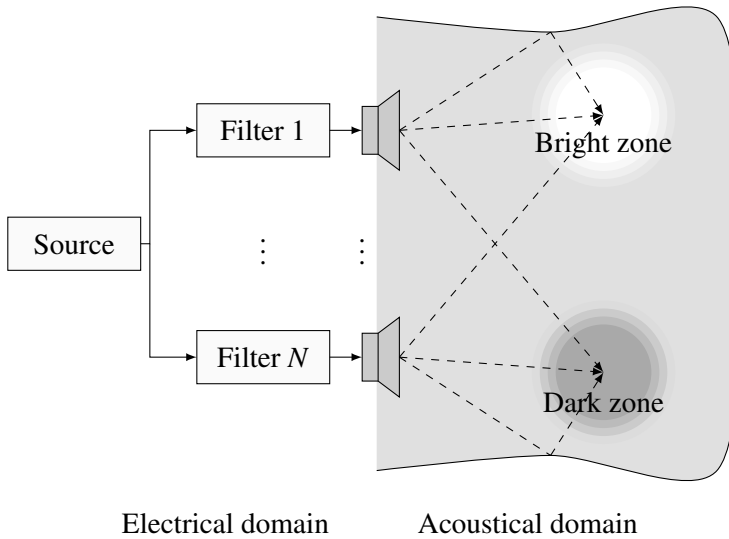 Filter 1
Bright zone
Source
Filter N
Dark zone
Electrical domain
Acoustical domain